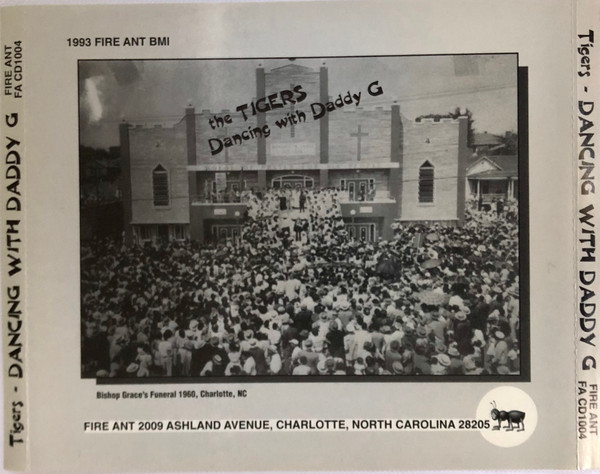 1993 FIRE ANT BMI
the TIGERS
Dancing with Daddy G
Bishop Grace's Funeral 1960, Charlotte, NC
FIRE ANT 2009 ASHLAND AVENUE, CHARLOTTE, NORTH CAROLINA 28205
Tigers - DANCING WITH DADDY G
FIRE ANT
FA CD1004
Tigers - DANCING WITH DADDY G
FIRE ANT
FA CD1004